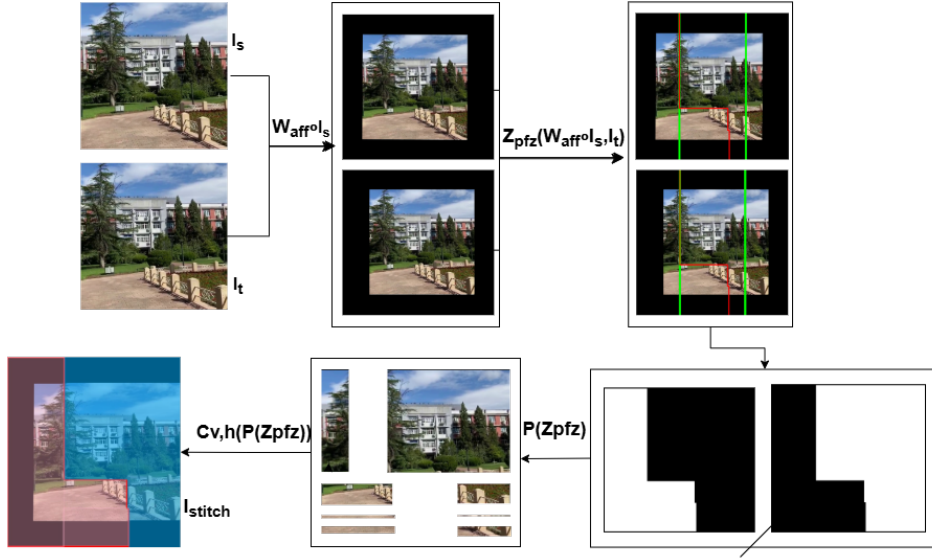 Is
Waff∘Is
Zpfz(Waff∘Is,It)
It
P(Zpfz)
Cv,h(P(Zpfz))
Istitch